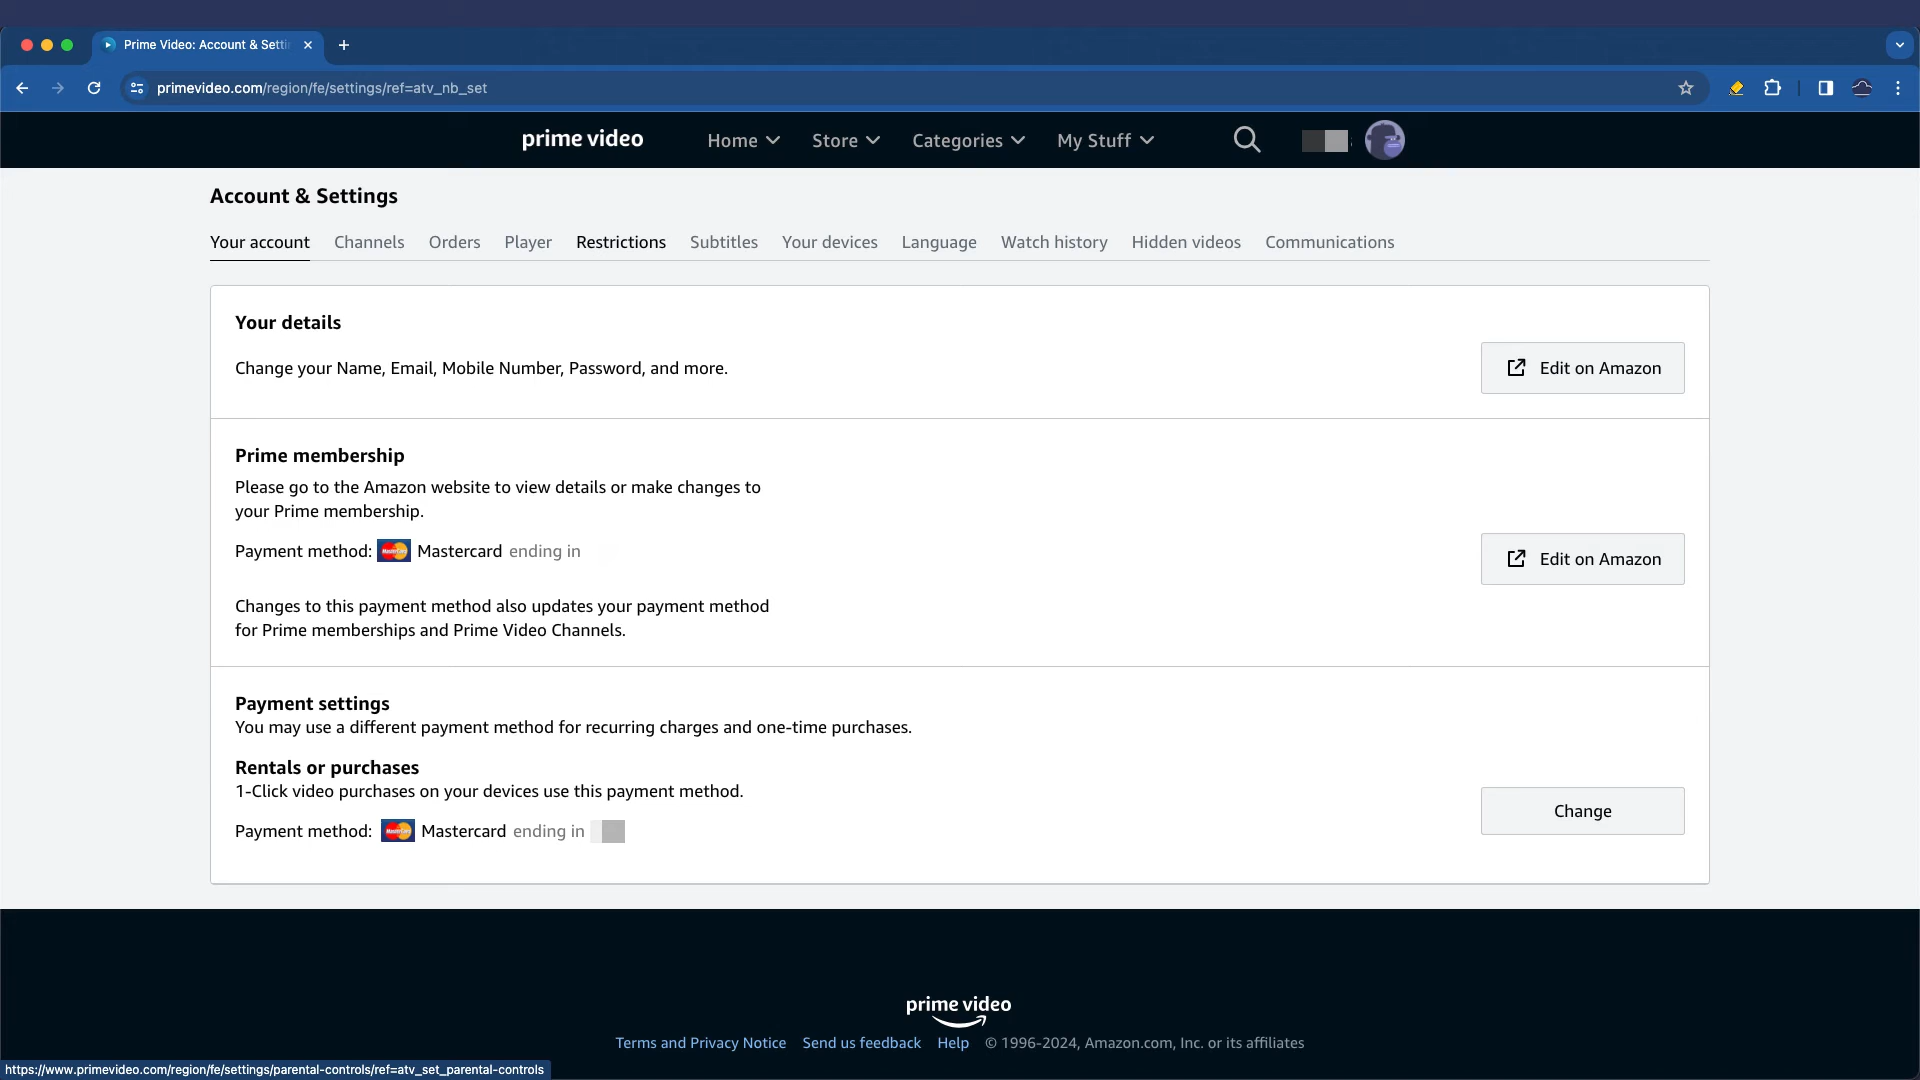 Prime Video: Account & Setti
primevideo.com/region/fe/settings/ref=atv_nb_set
prime video
Home
Store
Categories
My Stuff
Account & Settings
Your account
Channels
Orders
Player
Restrictions
Subtitles
Your devices
Language
Watch history
Hidden videos
Communications
Your details
Change your Name, Email, Mobile Number, Password, and more.
Edit on Amazon
Prime membership
Please go to the Amazon website to view details or make changes to
your Prime membership.
Payment method: MasterCard Mastercard ending in
Edit on Amazon
Changes to this payment method also updates your payment method
for Prime memberships and Prime Video Channels.
Payment settings
You may use a different payment method for recurring charges and one-time purchases.
Rentals or purchases
1-Click video purchases on your devices use this payment method.
Change
Payment method: MasterCard Mastercard ending in
prime video
Terms and Privacy Notice Send us feedback Help © 1996-2024, Amazon.com, Inc. or its affiliates
https://www.primevideo.com/region/fe/settings/parental-controls/ref=atv_set_parental-controls